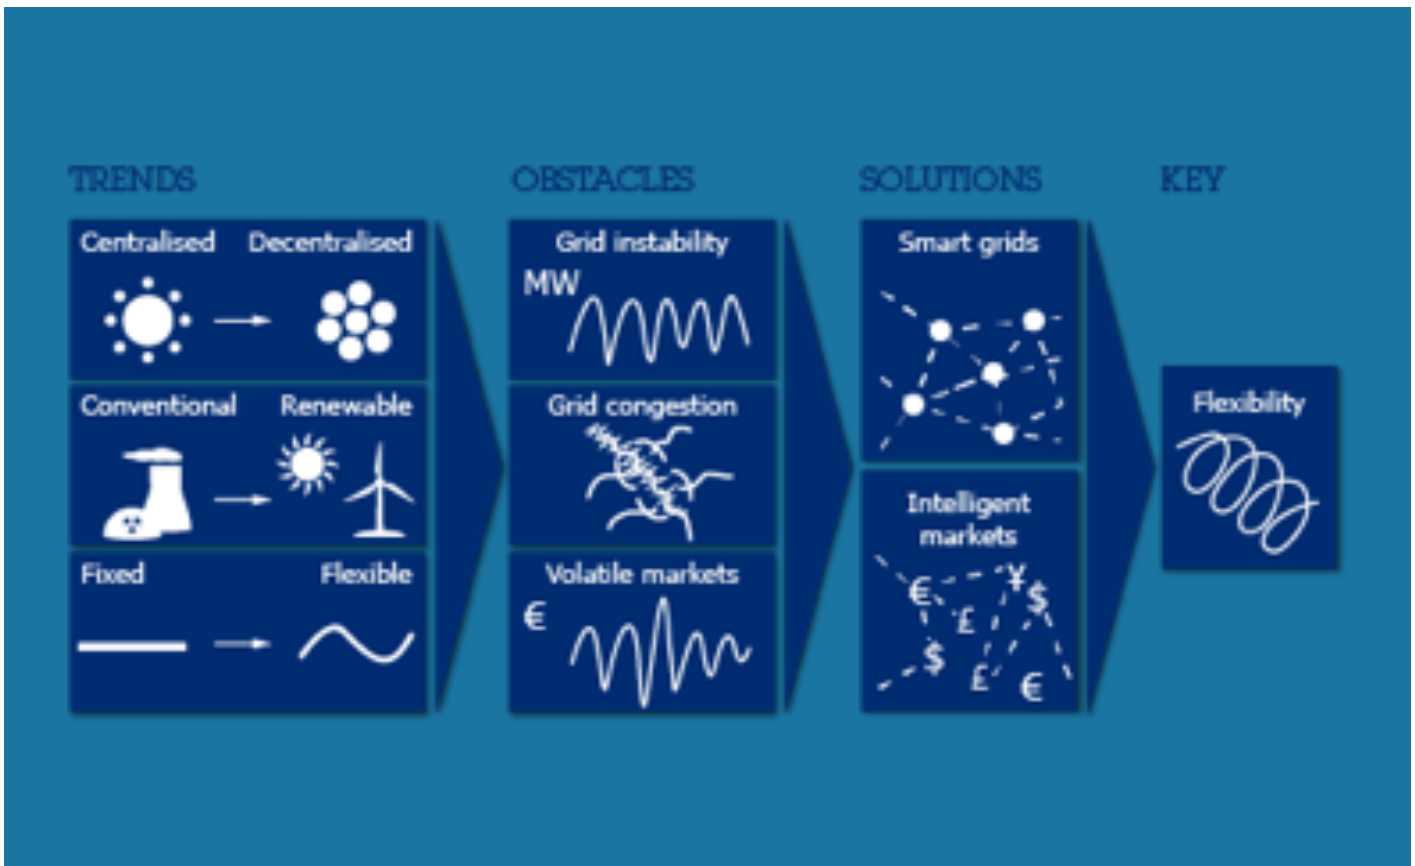 TRENDS
Centralised Decentralised
Conventional Renewable
Fixed Flexible
OBSTACLES
Grid instability
MW
Grid congestion
Volatile markets
€
SOLUTIONS
Smart grids
Intelligent
markets
€ ¥ $
£
$ £ €
KEY
Flexibility